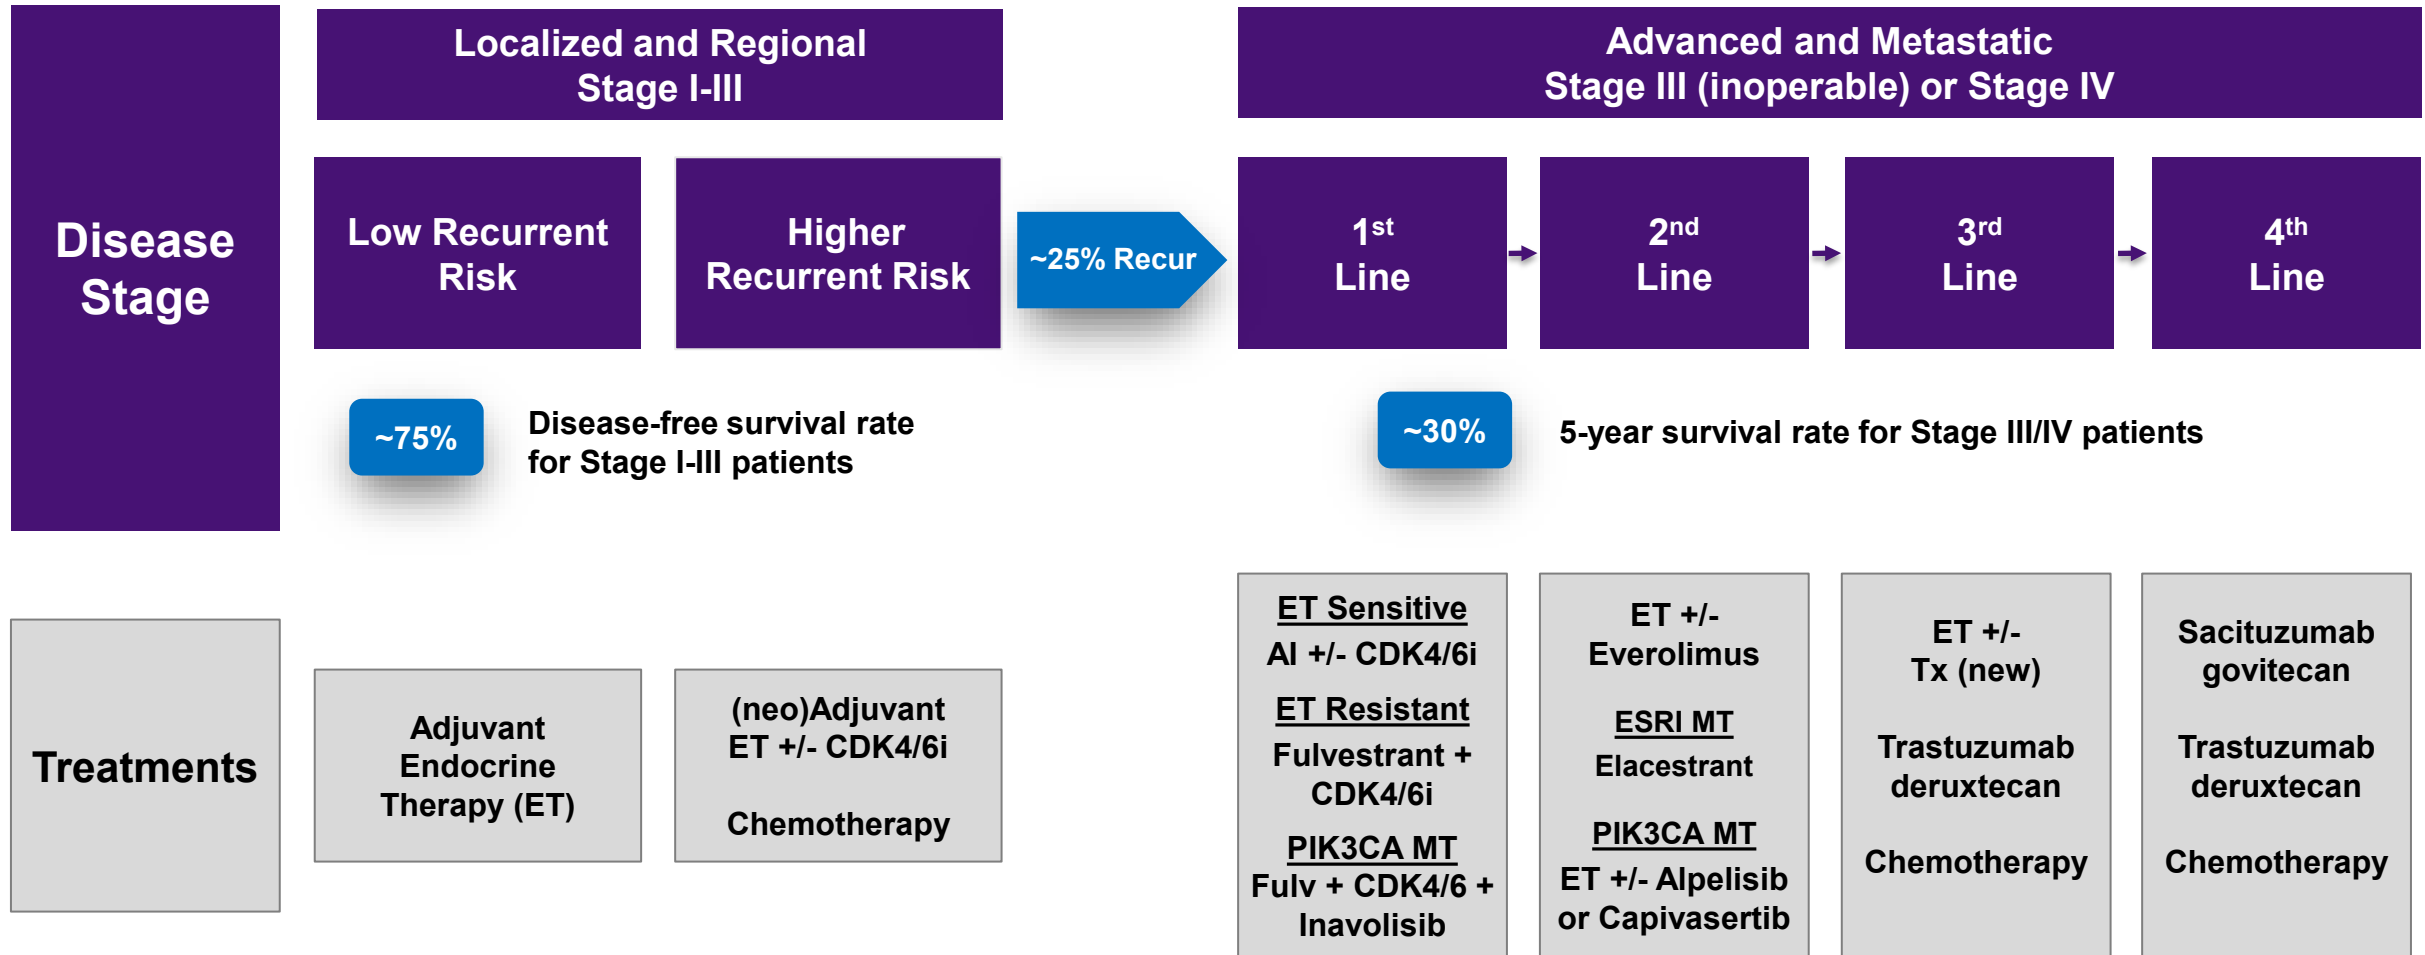 Disease
Stage
Localized and Regional
Stage I-III
Advanced and Metastatic
Stage III (inoperable) or Stage IV
Low Recurrent
Risk
Higher
Recurrent Risk
~25% Recur
1st
Line
2nd
Line
3rd
Line
4th
Line
~75%
Disease-free survival rate
for Stage I-III patients
~30%
5-year survival rate for Stage III/IV patients
Treatments
Adjuvant
Endocrine
Therapy (ET)
(neo)Adjuvant
ET +/- CDK4/6i
Chemotherapy
ET Sensitive
AI +/- CDK4/6i
ET Resistant
Fulvestrant +
CDK4/6i
PIK3CA MT
Fulv + CDK4/6 +
Inavolisib
ET +/-
Everolimus
ESRI MT
Elacestrant
PIK3CA MT
ET +/- Alpelisib
or Capivasertib
ET +/-
Tx (new)
Trastuzumab
deruxtecan
Chemotherapy
Sacituzumab
govitecan
Trastuzumab
deruxtecan
Chemotherapy